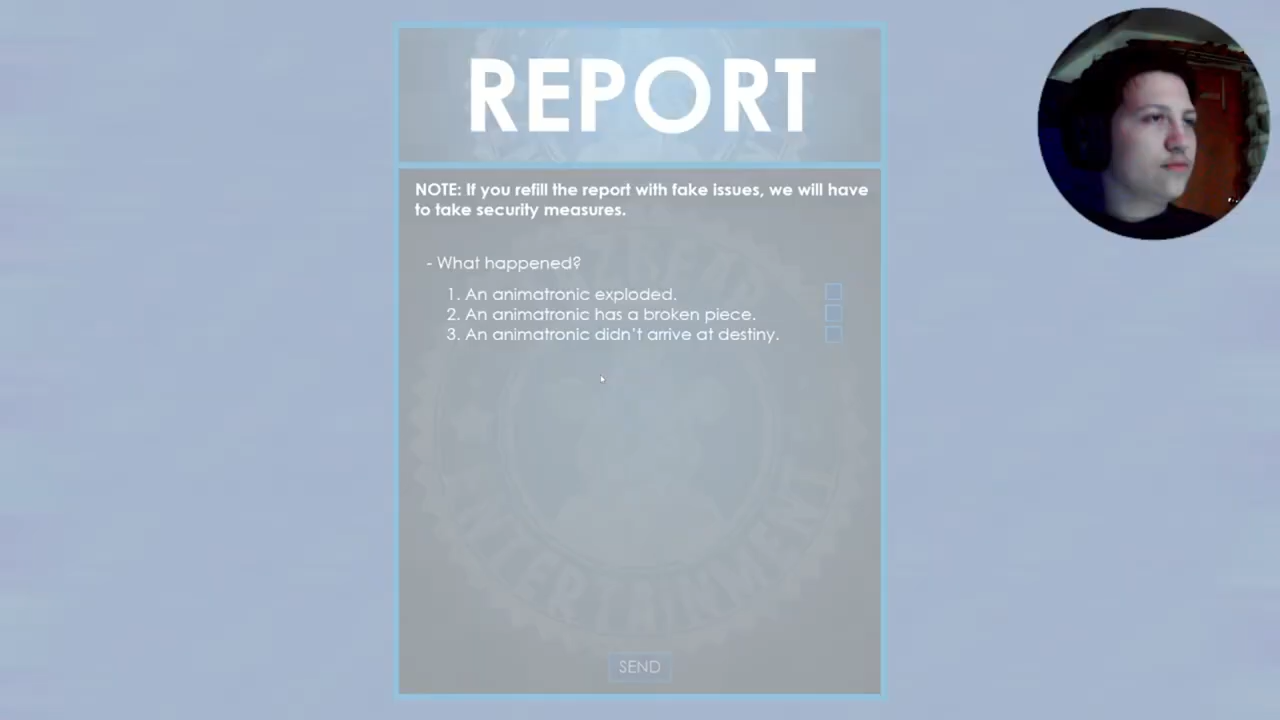 REPORT
NOTE: If you refill the report with fake issues, we will have
to take security measures.
- What happened?
1. An animatronic exploded.
2. An animatronic has a broken piece.
3. An animatronic didn't arrive at destiny.
ENTERTAINMENT
SEND